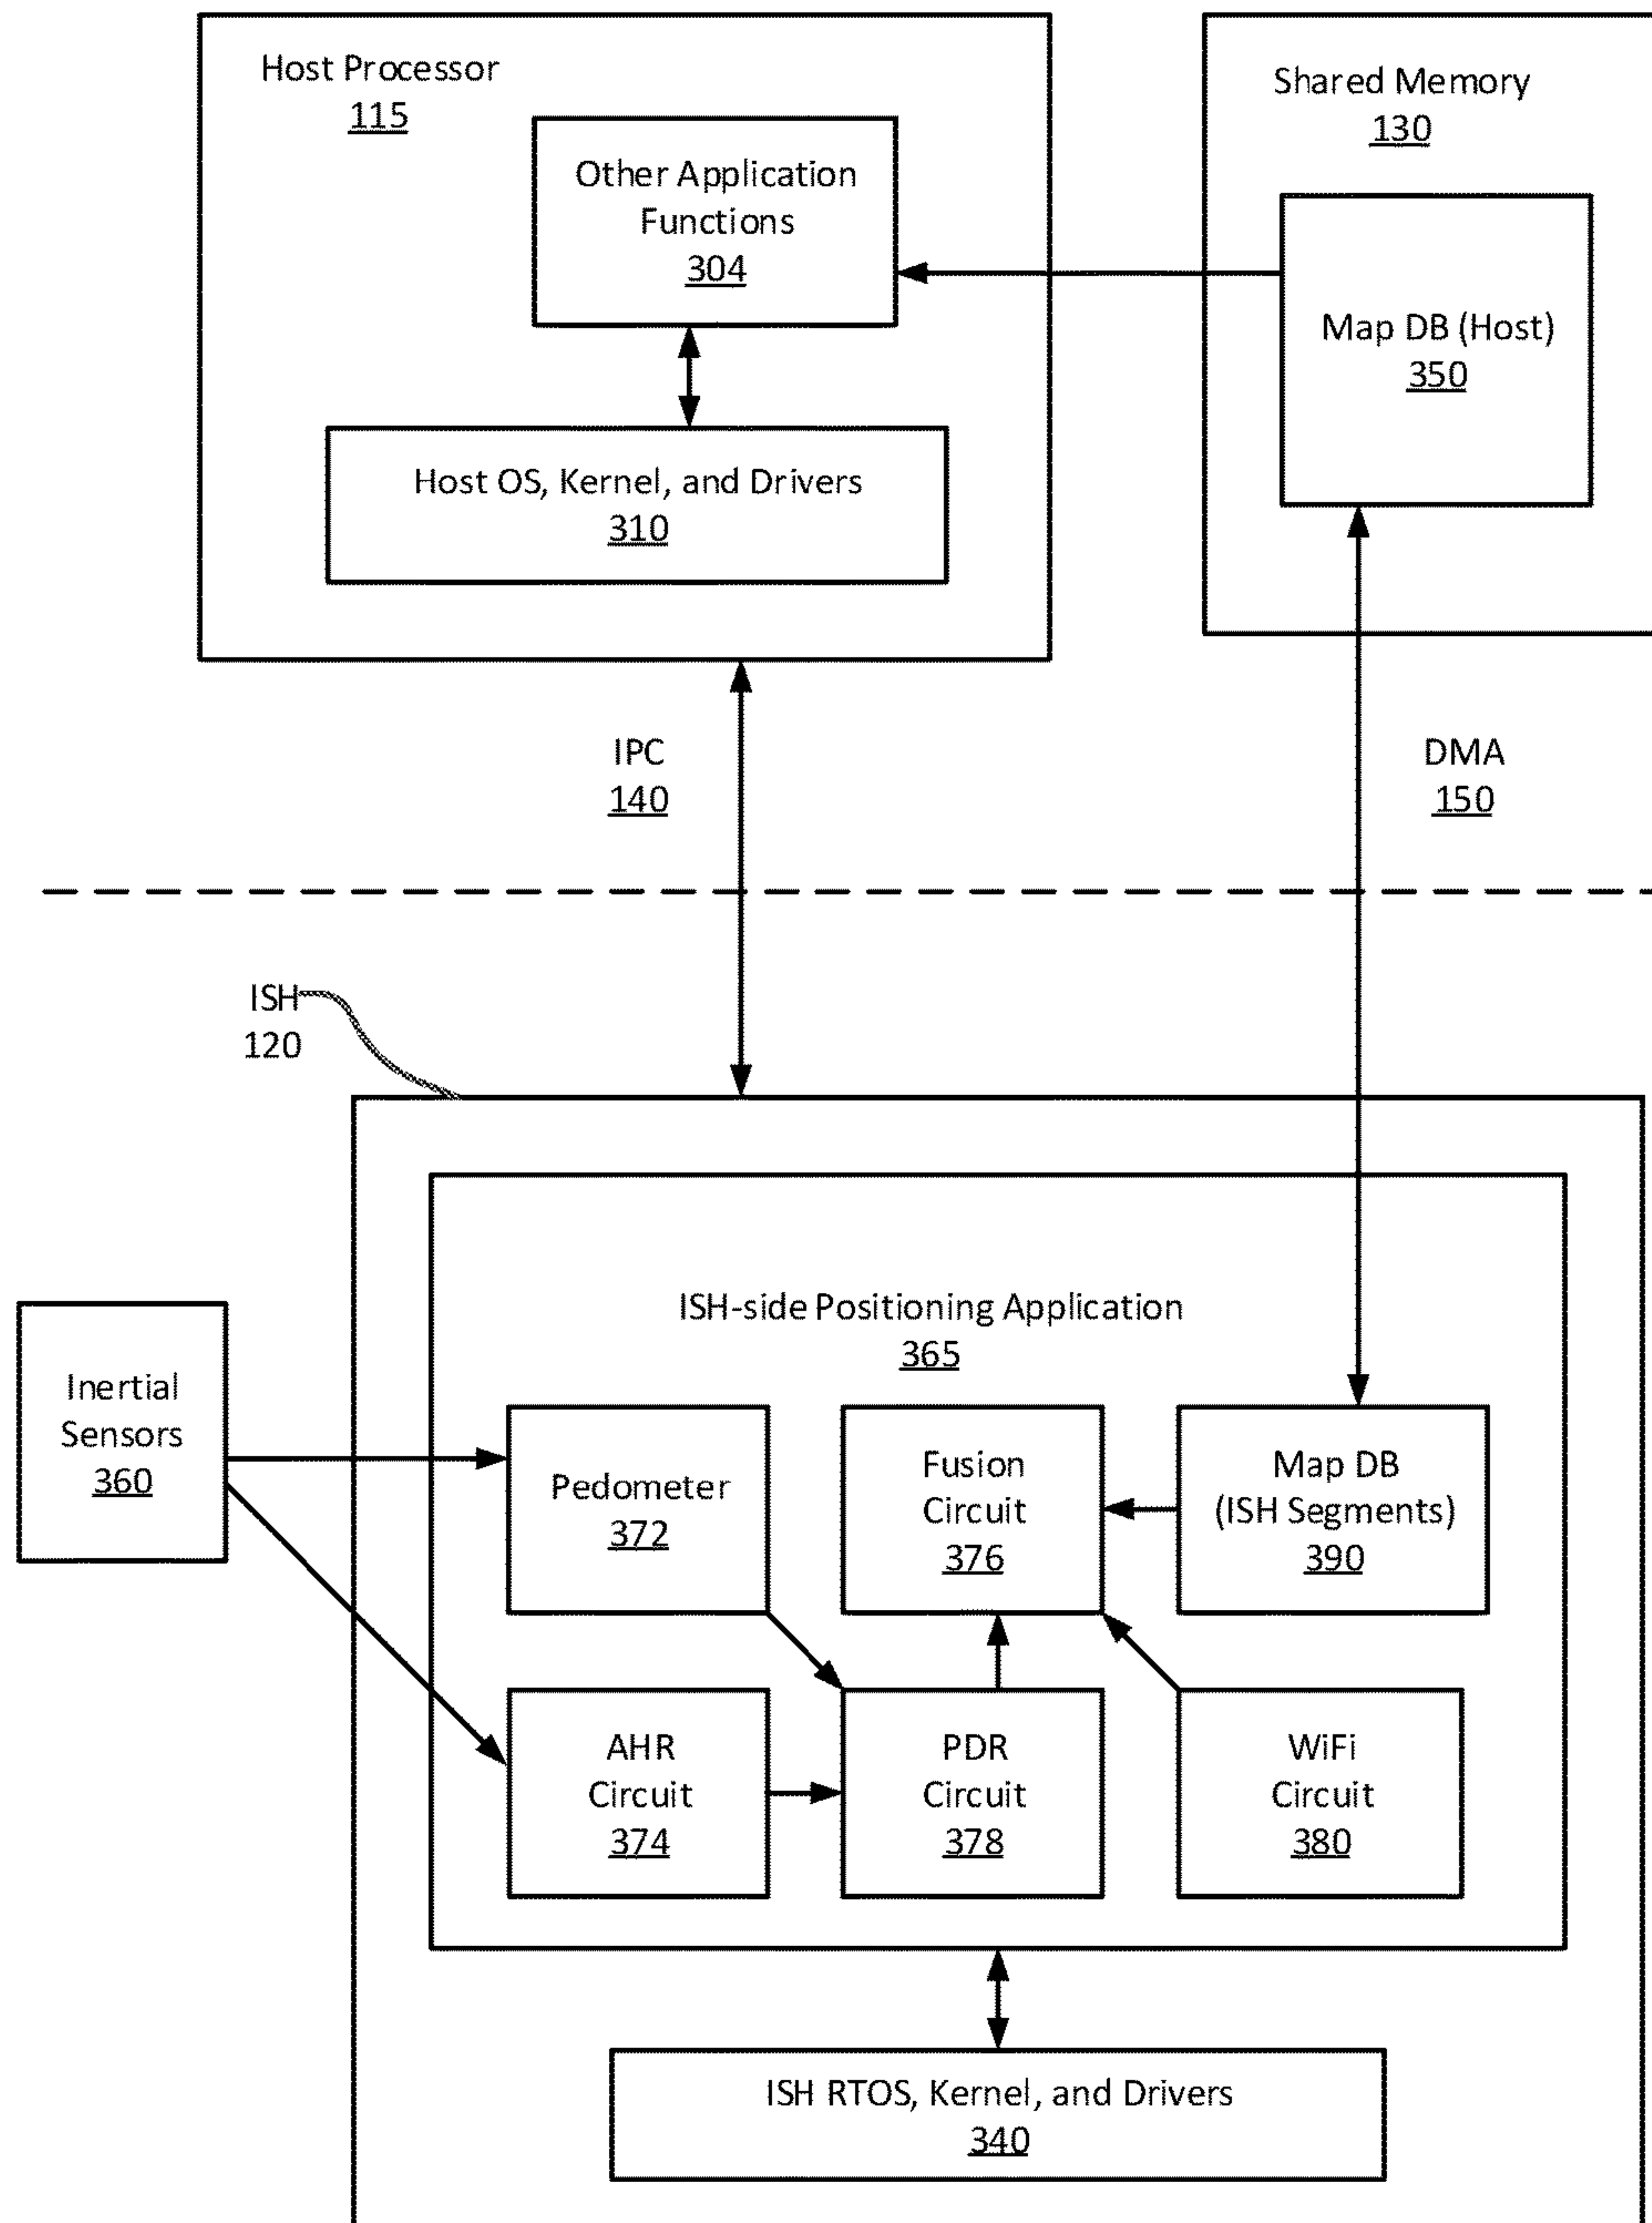 Host Processor
115
Other Application
Functions
304
Host OS, Kernel, and Drivers
310
Shared Memory
130
Map DB (Host)
350
IPC
140
DMA
150
ISH
120
ISH-side Positioning Application
365
Inertial
Sensors
360
Pedometer
372
Fusion
Circuit
376
Map DB
(ISH Segments)
390
AHR
Circuit
374
PDR
Circuit
378
WiFi
Circuit
380
ISH RTOS, Kernel, and Drivers
340